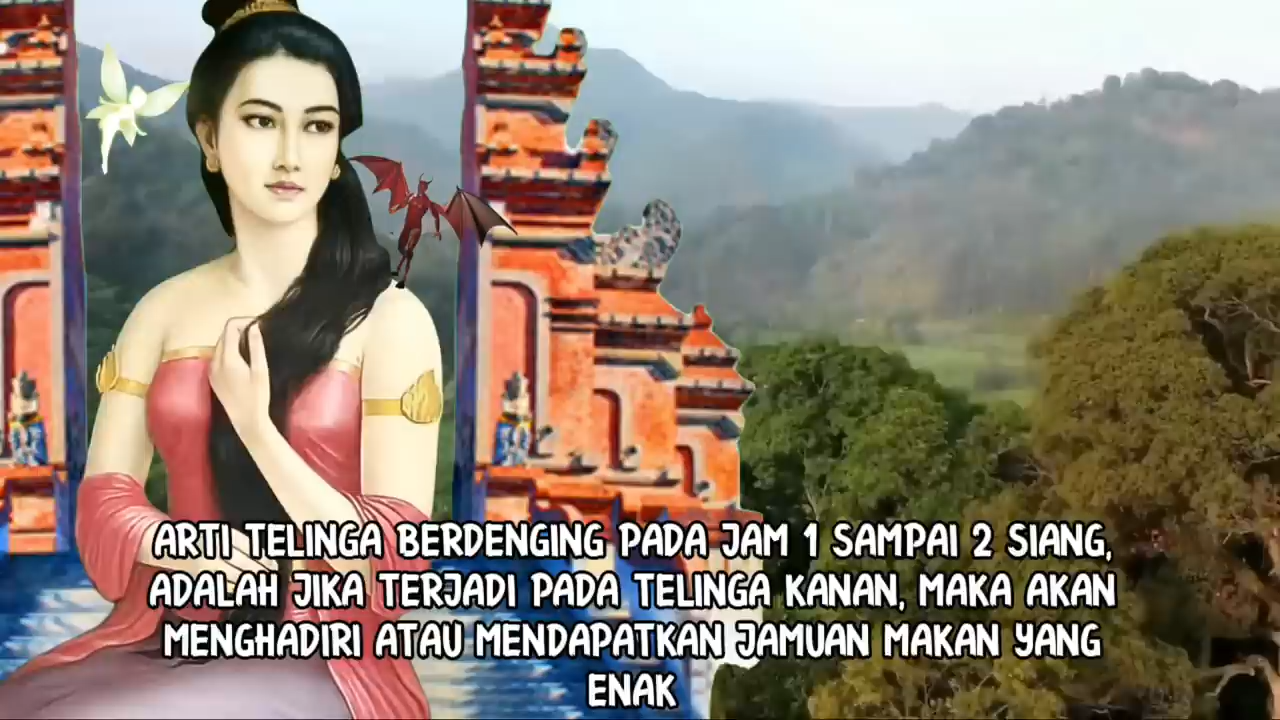 ARTI TELINGA BERDENGING PADA JAM 1 SAMPAI 2 SIANG,
ADALAH JIKA TERJADI PADA TELINGA KANAN, MAKA AKAN
MENGHADIRI ATAU MENDAPATKAN JAMUAN MAKAN YANG
ENAK